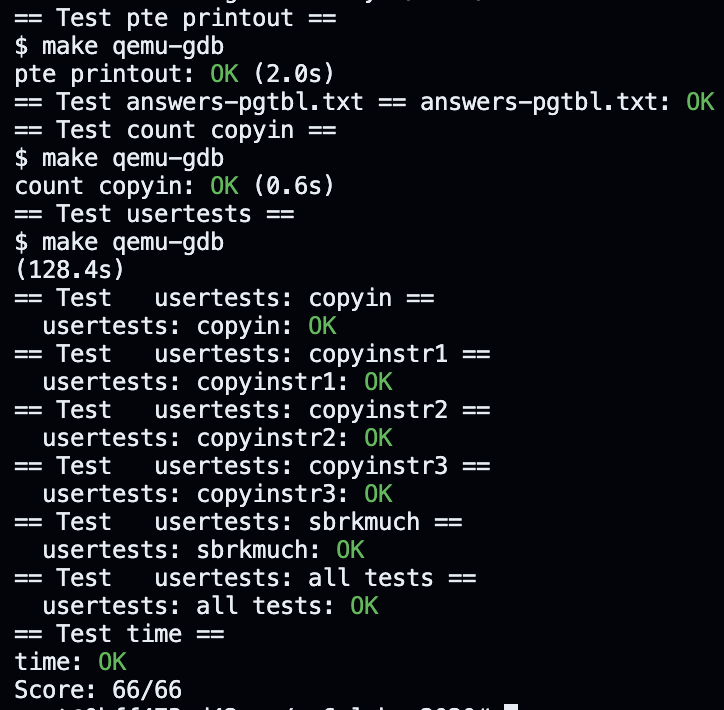 == Test pte printout ==
$ make qemu-gdb
pte printout: OK (2.0s)
== Test answers-pgtbl.txt == answers-pgtbl.txt: OK
== Test count copyin ==
$ make qemu-gdb
count copyin: OK (0.6s)
== Test usertests ==
$ make qemu-gdb
(128.4s)
== Test   usertests: copyin ==
  usertests: copyin: OK
== Test   usertests: copyinstr1 ==
  usertests: copyinstr1: OK
== Test   usertests: copyinstr2 ==
  usertests: copyinstr2: OK
== Test   usertests: copyinstr3 ==
  usertests: copyinstr3: OK
== Test   usertests: sbrkmuch ==
  usertests: sbrkmuch: OK
== Test   usertests: all tests ==
  usertests: all tests: OK
== Test time ==
time: OK
Score: 66/66